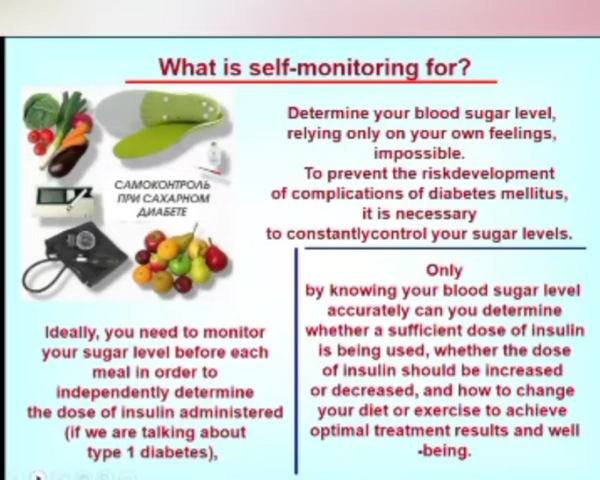 What is self-monitoring for?
САМОКОНТРОЛЬ
ПРИ САХАРНОМ
ДИАБЕТЕ
Determine your blood sugar level,
relying only on your own feelings,
impossible.
To prevent the riskdevelopment
of complications of diabetes mellitus,
it is necessary
to constantlycontrol your sugar levels.
Ideally, you need to monitor
your sugar level before each
meal in order to
independently determine
the dose of insulin administered
(if we are talking about
type 1 diabetes),
Only
by knowing your blood sugar level
accurately can you determine
whether a sufficient dose of insulin
is being used, whether the dose
of insulin should be increased
or decreased, and how to change
your diet or exercise to achieve
optimal treatment results and well
-being.